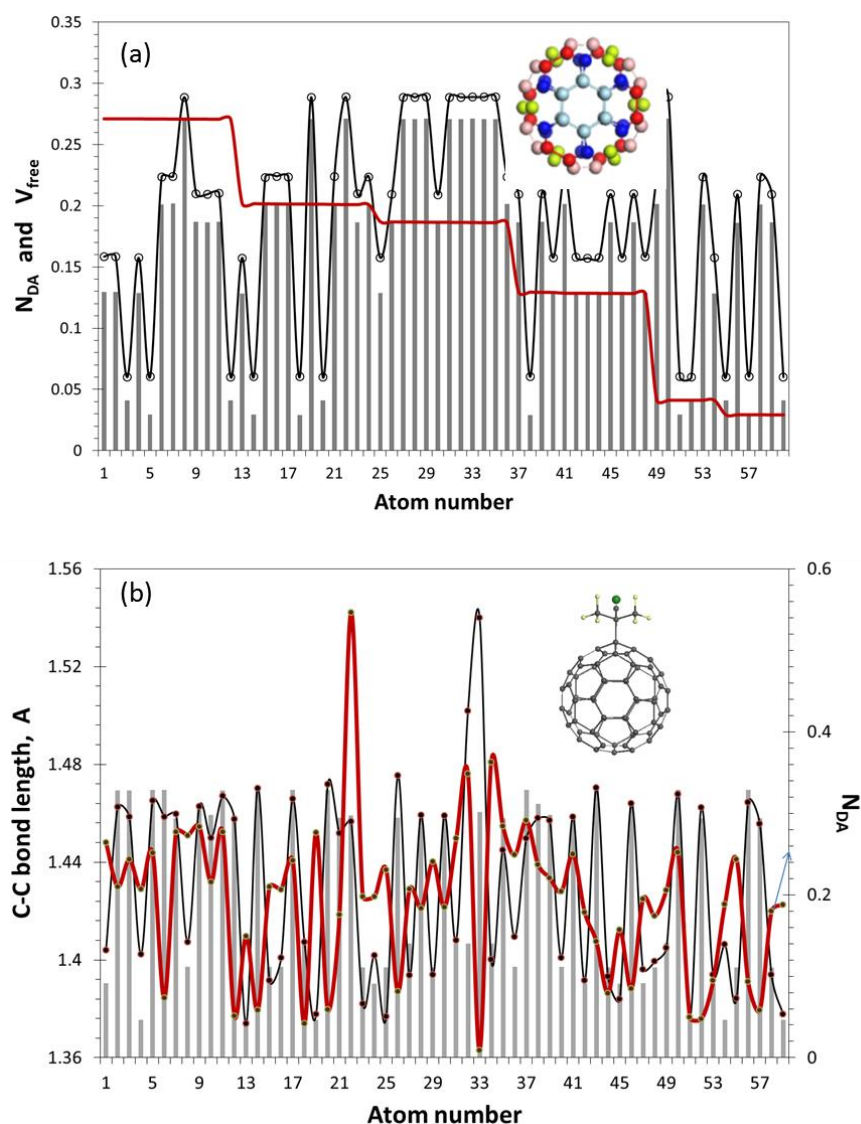 (a)
N_DA and V_free
0.35
0.3
0.25
0.2
0.15
0.1
0.05
0
1 5 9 13 17 21 25 29 33 37 41 45 49 53 57
Atom number
(b)
C-C bond length, A
1.56
1.52
1.48
1.44
1.4
1.36
0.6
0.4
0.2
0
N_DA
1 5 9 13 17 21 25 29 33 37 41 45 49 53 57
Atom number